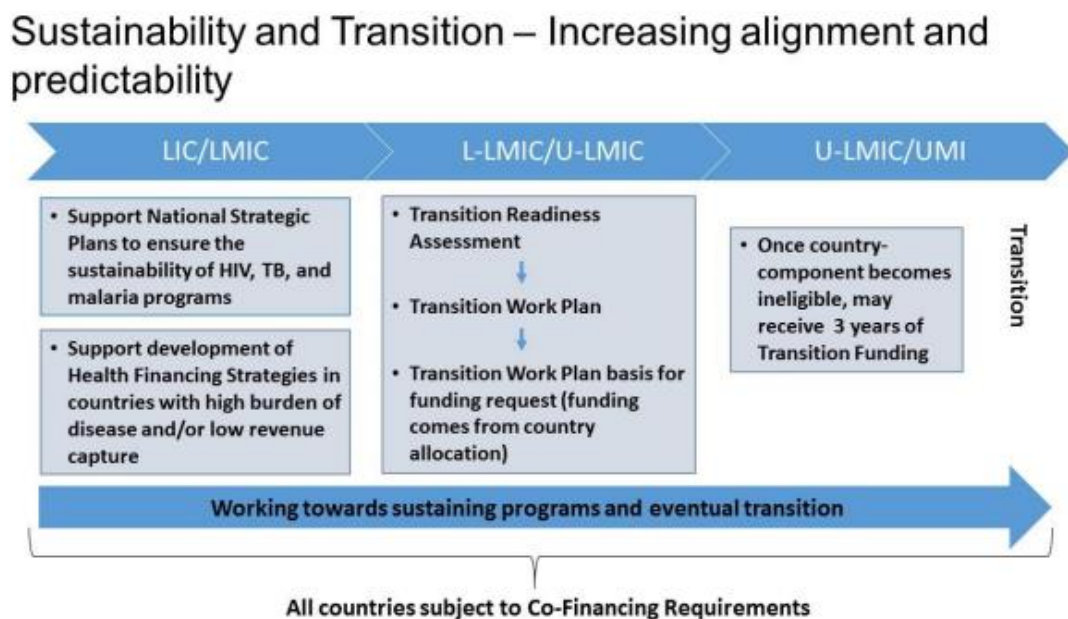 Sustainability and Transition – Increasing alignment and
predictability
LIC/LMIC
L-LMIC/U-LMIC
U-LMIC/UMI
• Support National Strategic
Plans to ensure the
sustainability of HIV, TB, and
malaria programs
• Support development of
Health Financing Strategies in
countries with high burden of
disease and/or low revenue
capture
• Transition Readiness
Assessment
• Transition Work Plan
• Transition Work Plan basis for
funding request (funding
comes from country
allocation)
• Once country-
component becomes
ineligible, may
receive 3 years of
Transition Funding
Transition
Working towards sustaining programs and eventual transition
All countries subject to Co-Financing Requirements